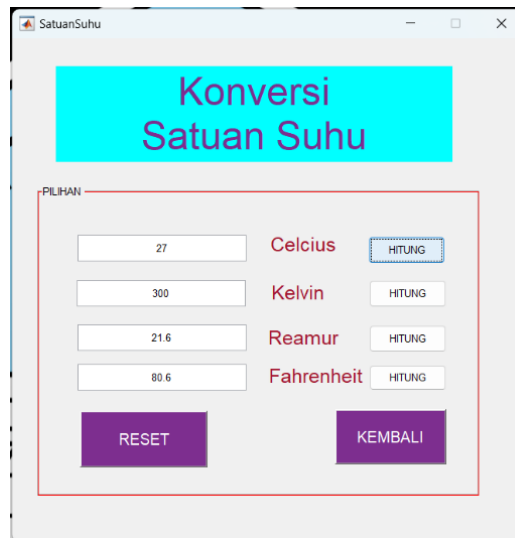 SatuanSuhu
Konversi
Satuan Suhu
PILIHAN
27 Celcius HITUNG
300 Kelvin HITUNG
21.6 Reamur HITUNG
80.6 Fahrenheit HITUNG
RESET KEMBALI